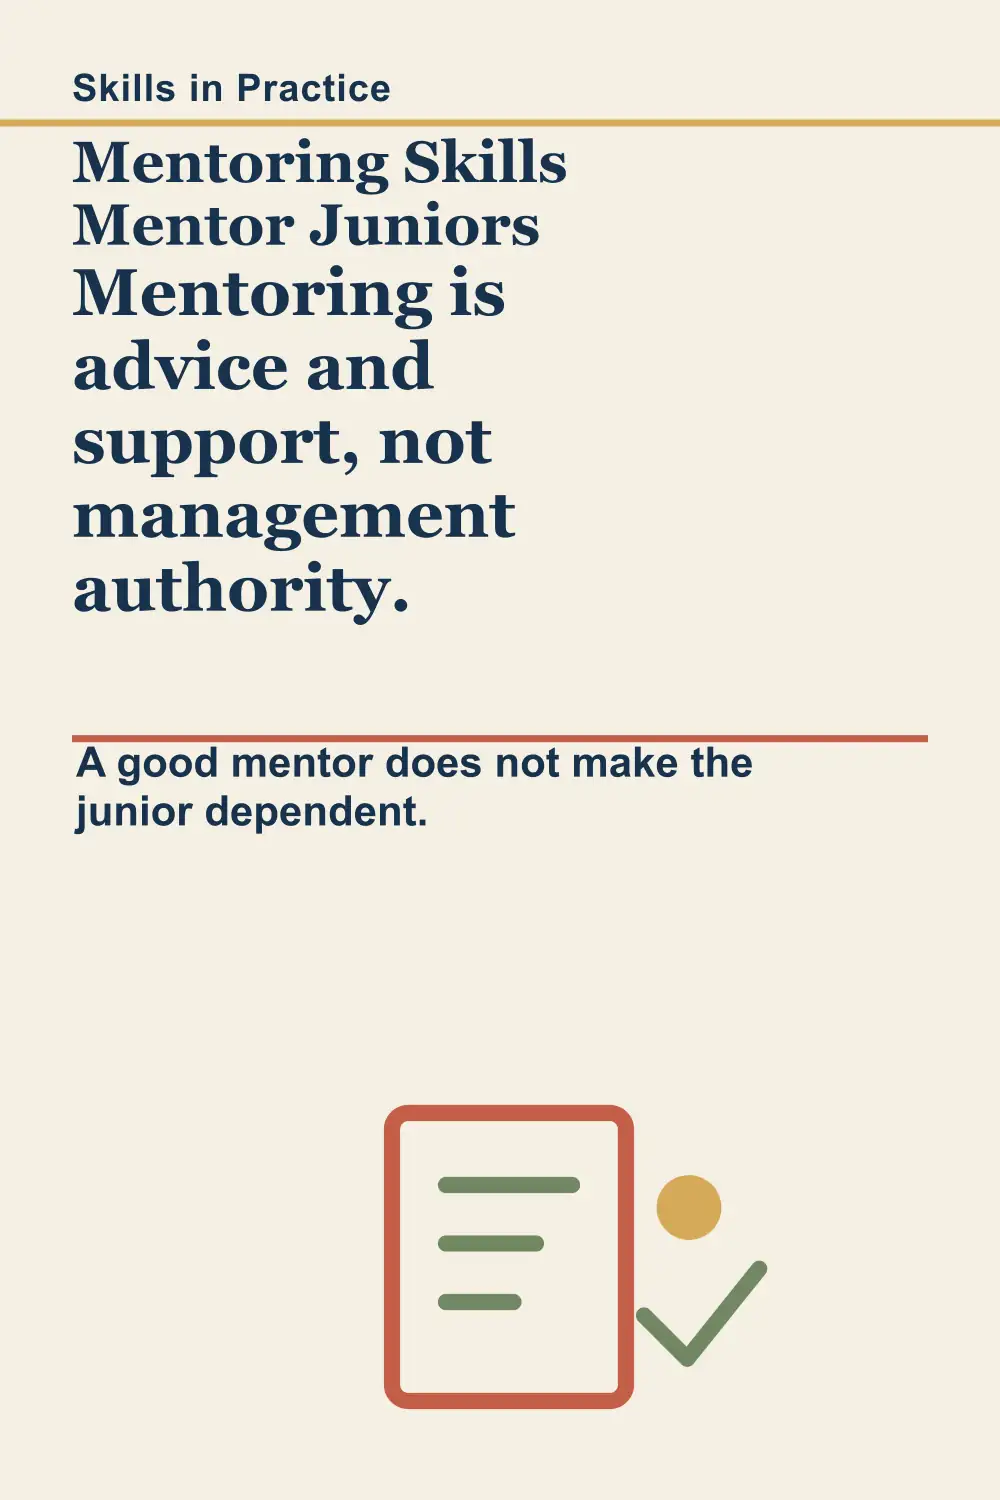 Skills in Practice
Mentoring Skills
Mentor Juniors
Mentoring is
advice and
support, not
management
authority.
A good mentor does not make the
junior dependent.